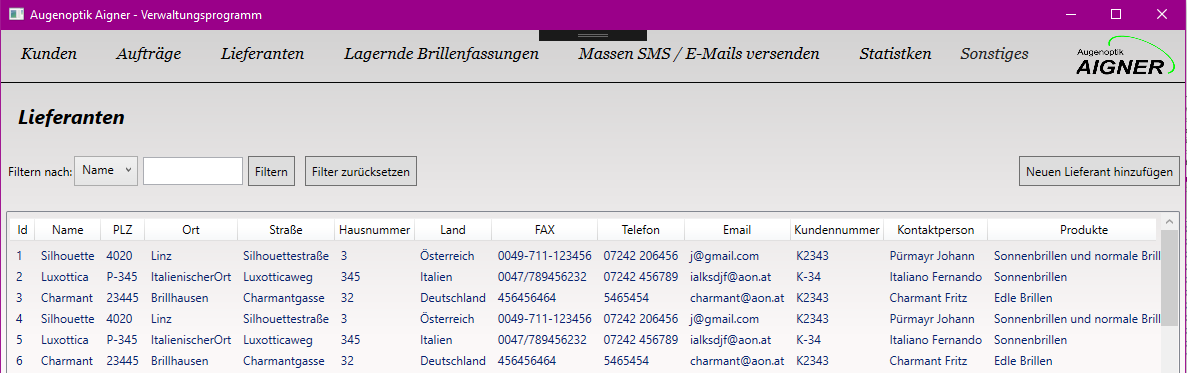 Augenoptik Aigner - Verwaltungsprogramm
Kunden Aufträge Lieferanten Lagernde Brillenfassungen Massen SMS / E-Mails versenden Statistken Sonstiges
Augenoptik
AIGNER
Lieferanten
Filtern nach: Name Filtern Filter zurücksetzen Neuen Lieferant hinzufügen
Id Name PLZ Ort Straße Hausnummer Land FAX Telefon Email Kundennummer Kontaktperson Produkte
1 Silhouette 4020 Linz Silhouettestraße 3 Österreich 0049-711-123456 07242 206456 j@gmail.com K2343 Pürmayr Johann Sonnenbrillen und normale Brill
2 Luxottica P-345 ItalienischerOrt Luxotticaweg 345 Italien 0047/789456232 07242 456789 ialksdjf@aon.at K-34 Italiano Fernando Sonnenbrillen
3 Charmant 23445 Brillhausen Charmantgasse 32 Deutschland 456456464 5465454 charmant@aon.at K2343 Charmant Fritz Edle Brillen
4 Silhouette 4020 Linz Silhouettestraße 3 Österreich 0049-711-123456 07242 206456 j@gmail.com K2343 Pürmayr Johann Sonnenbrillen und normale Brill
5 Luxottica P-345 ItalienischerOrt Luxotticaweg 345 Italien 0047/789456232 07242 456789 ialksdjf@aon.at K-34 Italiano Fernando Sonnenbrillen
6 Charmant 23445 Brillhausen Charmantgasse 32 Deutschland 456456464 5465454 charmant@aon.at K2343 Charmant Fritz Edle Brillen